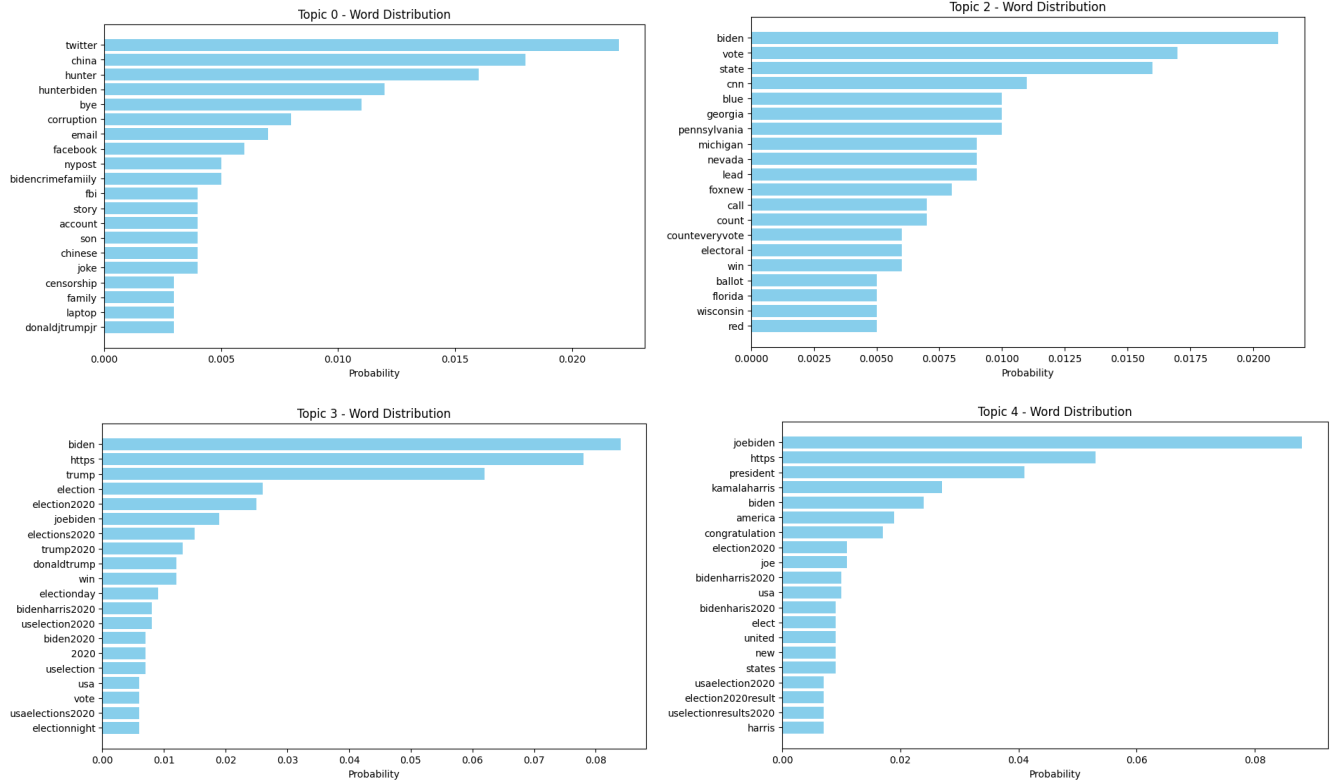 Topic 0 - Word Distribution
twitter
china
hunter
hunterbiden
bye
corruption
email
facebook
nypost
bidencrimefamiily
fbi
story
account
son
chinese
joke
censorship
family
laptop
donaldjtrumpjr
0.000 0.005 0.010 0.015 0.020
Probability
Topic 2 - Word Distribution
biden
vote
state
cnn
blue
georgia
pennsylvania
michigan
nevada
lead
foxnew
call
count
counteveryvote
electoral
win
ballot
florida
wisconsin
red
0.0000 0.0025 0.0050 0.0075 0.0100 0.0125 0.0150 0.0175 0.0200
Probability
Topic 3 - Word Distribution
biden
https
trump
election
election2020
joebiden
elections2020
trump2020
donaldtrump
win
electionday
bidenharris2020
uselection2020
biden2020
2020
uselection
usa
vote
usaelections2020
electionnight
0.00 0.01 0.02 0.03 0.04 0.05 0.06 0.07 0.08
Probability
Topic 4 - Word Distribution
joebiden
https
president
kamalaharris
biden
america
congratulation
election2020
joe
bidenharris2020
usa
bidenharis2020
elect
united
new
states
usaelection2020
election2020result
uselectionresults2020
harris
0.00 0.02 0.04 0.06 0.08
Probability